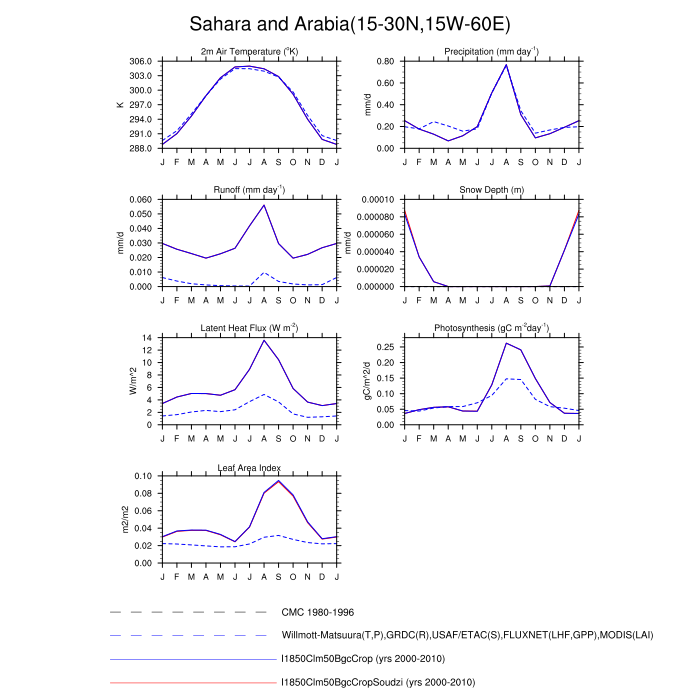 Sahara and Arabia(15-30N,15W-60E)
2m Air Temperature (°K)
306.0
303.0
300.0
297.0
294.0
291.0
288.0
K
J F M A M J J A S O N D J
Precipitation (mm day⁻¹)
0.80
0.60
0.40
0.20
0.00
mm/d
J F M A M J J A S O N D J
Runoff (mm day⁻¹)
0.060
0.050
0.040
0.030
0.020
0.010
0.000
mm/d
J F M A M J J A S O N D J
Snow Depth (m)
0.00010
0.000080
0.000060
0.000040
0.000020
0.000000
mm/d
J F M A M J J A S O N D J
Latent Heat Flux (W m⁻²)
14
12
10
8
6
4
2
0
W/m^2
J F M A M J J A S O N D J
Photosynthesis (gC m⁻²day⁻¹)
0.25
0.20
0.15
0.10
0.05
0.00
gC/m^2/d
J F M A M J J A S O N D J
Leaf Area Index
0.10
0.08
0.06
0.04
0.02
0.00
m2/m2
J F M A M J J A S O N D J
CMC 1980-1996
Willmott-Matsuura(T,P),GRDC(R),USAF/ETAC(S),FLUXNET(LHF,GPP),MODIS(LAI)
I1850Clm50BgcCrop (yrs 2000-2010)
I1850Clm50BgcCropSoudzi (yrs 2000-2010)